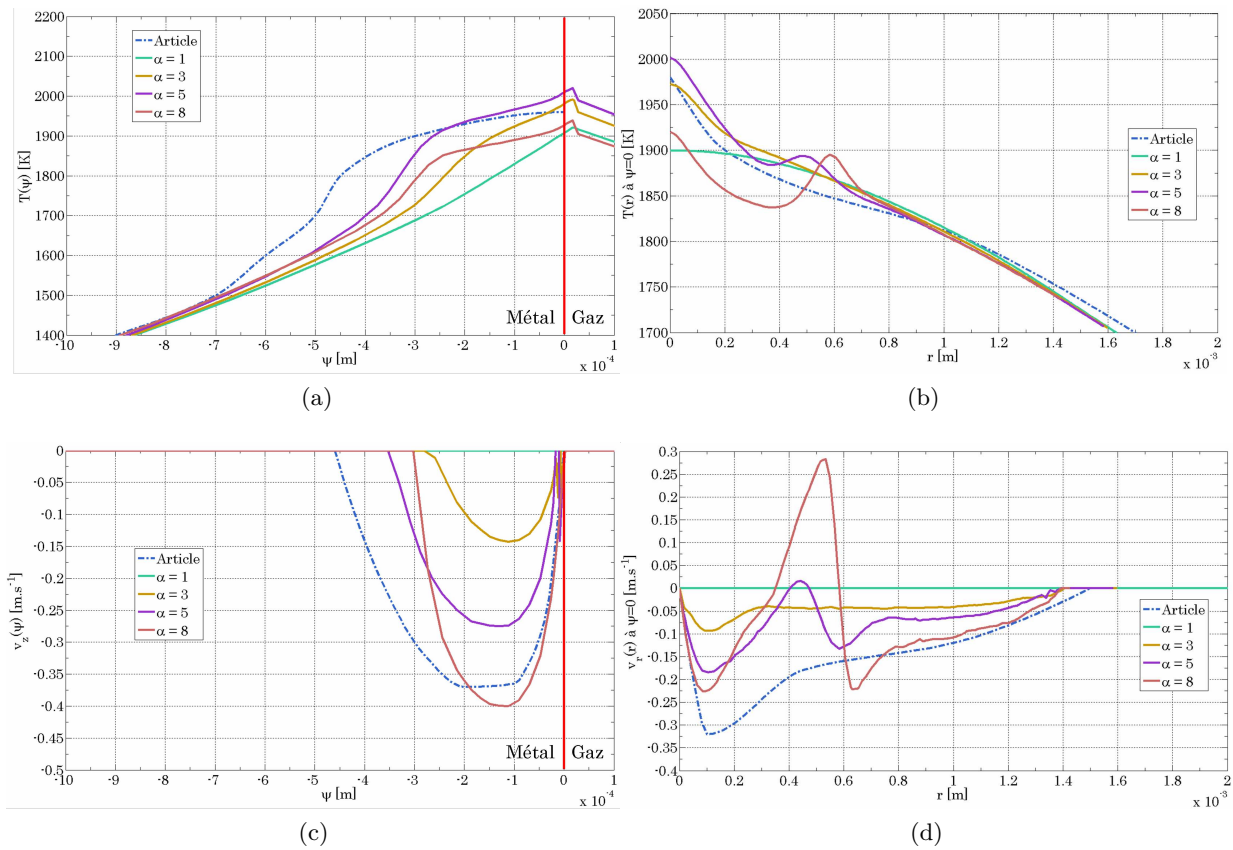 2200
2100
2000
1900
1800
1700
1600
1500
1400
T(ψ) [K]
Article
α = 1
α = 3
α = 5
α = 8
Métal Gaz
-10 -9 -8 -7 -6 -5 -4 -3 -2 -1 0 1
ψ [m]
x 10⁻⁴
(a)
2050
2000
1950
1900
1850
1800
1750
1700
T(r) à ψ=0 [K]
Article
α = 1
α = 3
α = 5
α = 8
0 0.2 0.4 0.6 0.8 1 1.2 1.4 1.6 1.8 2
r [m]
x 10⁻³
(b)
0
-0.05
-0.1
-0.15
-0.2
-0.25
-0.3
-0.35
-0.4
-0.45
-0.5
v_z(ψ) [m.s⁻¹]
Article
α = 1
α = 3
α = 5
α = 8
Métal Gaz
-10 -9 -8 -7 -6 -5 -4 -3 -2 -1 0 1
ψ [m]
x 10⁻⁴
(c)
0.3
0.25
0.2
0.15
0.1
0.05
0
-0.05
-0.1
-0.15
-0.2
-0.25
-0.3
-0.35
-0.4
v_r(r) à ψ=0 [m.s⁻¹]
Article
α = 1
α = 3
α = 5
α = 8
0 0.2 0.4 0.6 0.8 1 1.2 1.4 1.6 1.8 2
r [m]
x 10⁻³
(d)